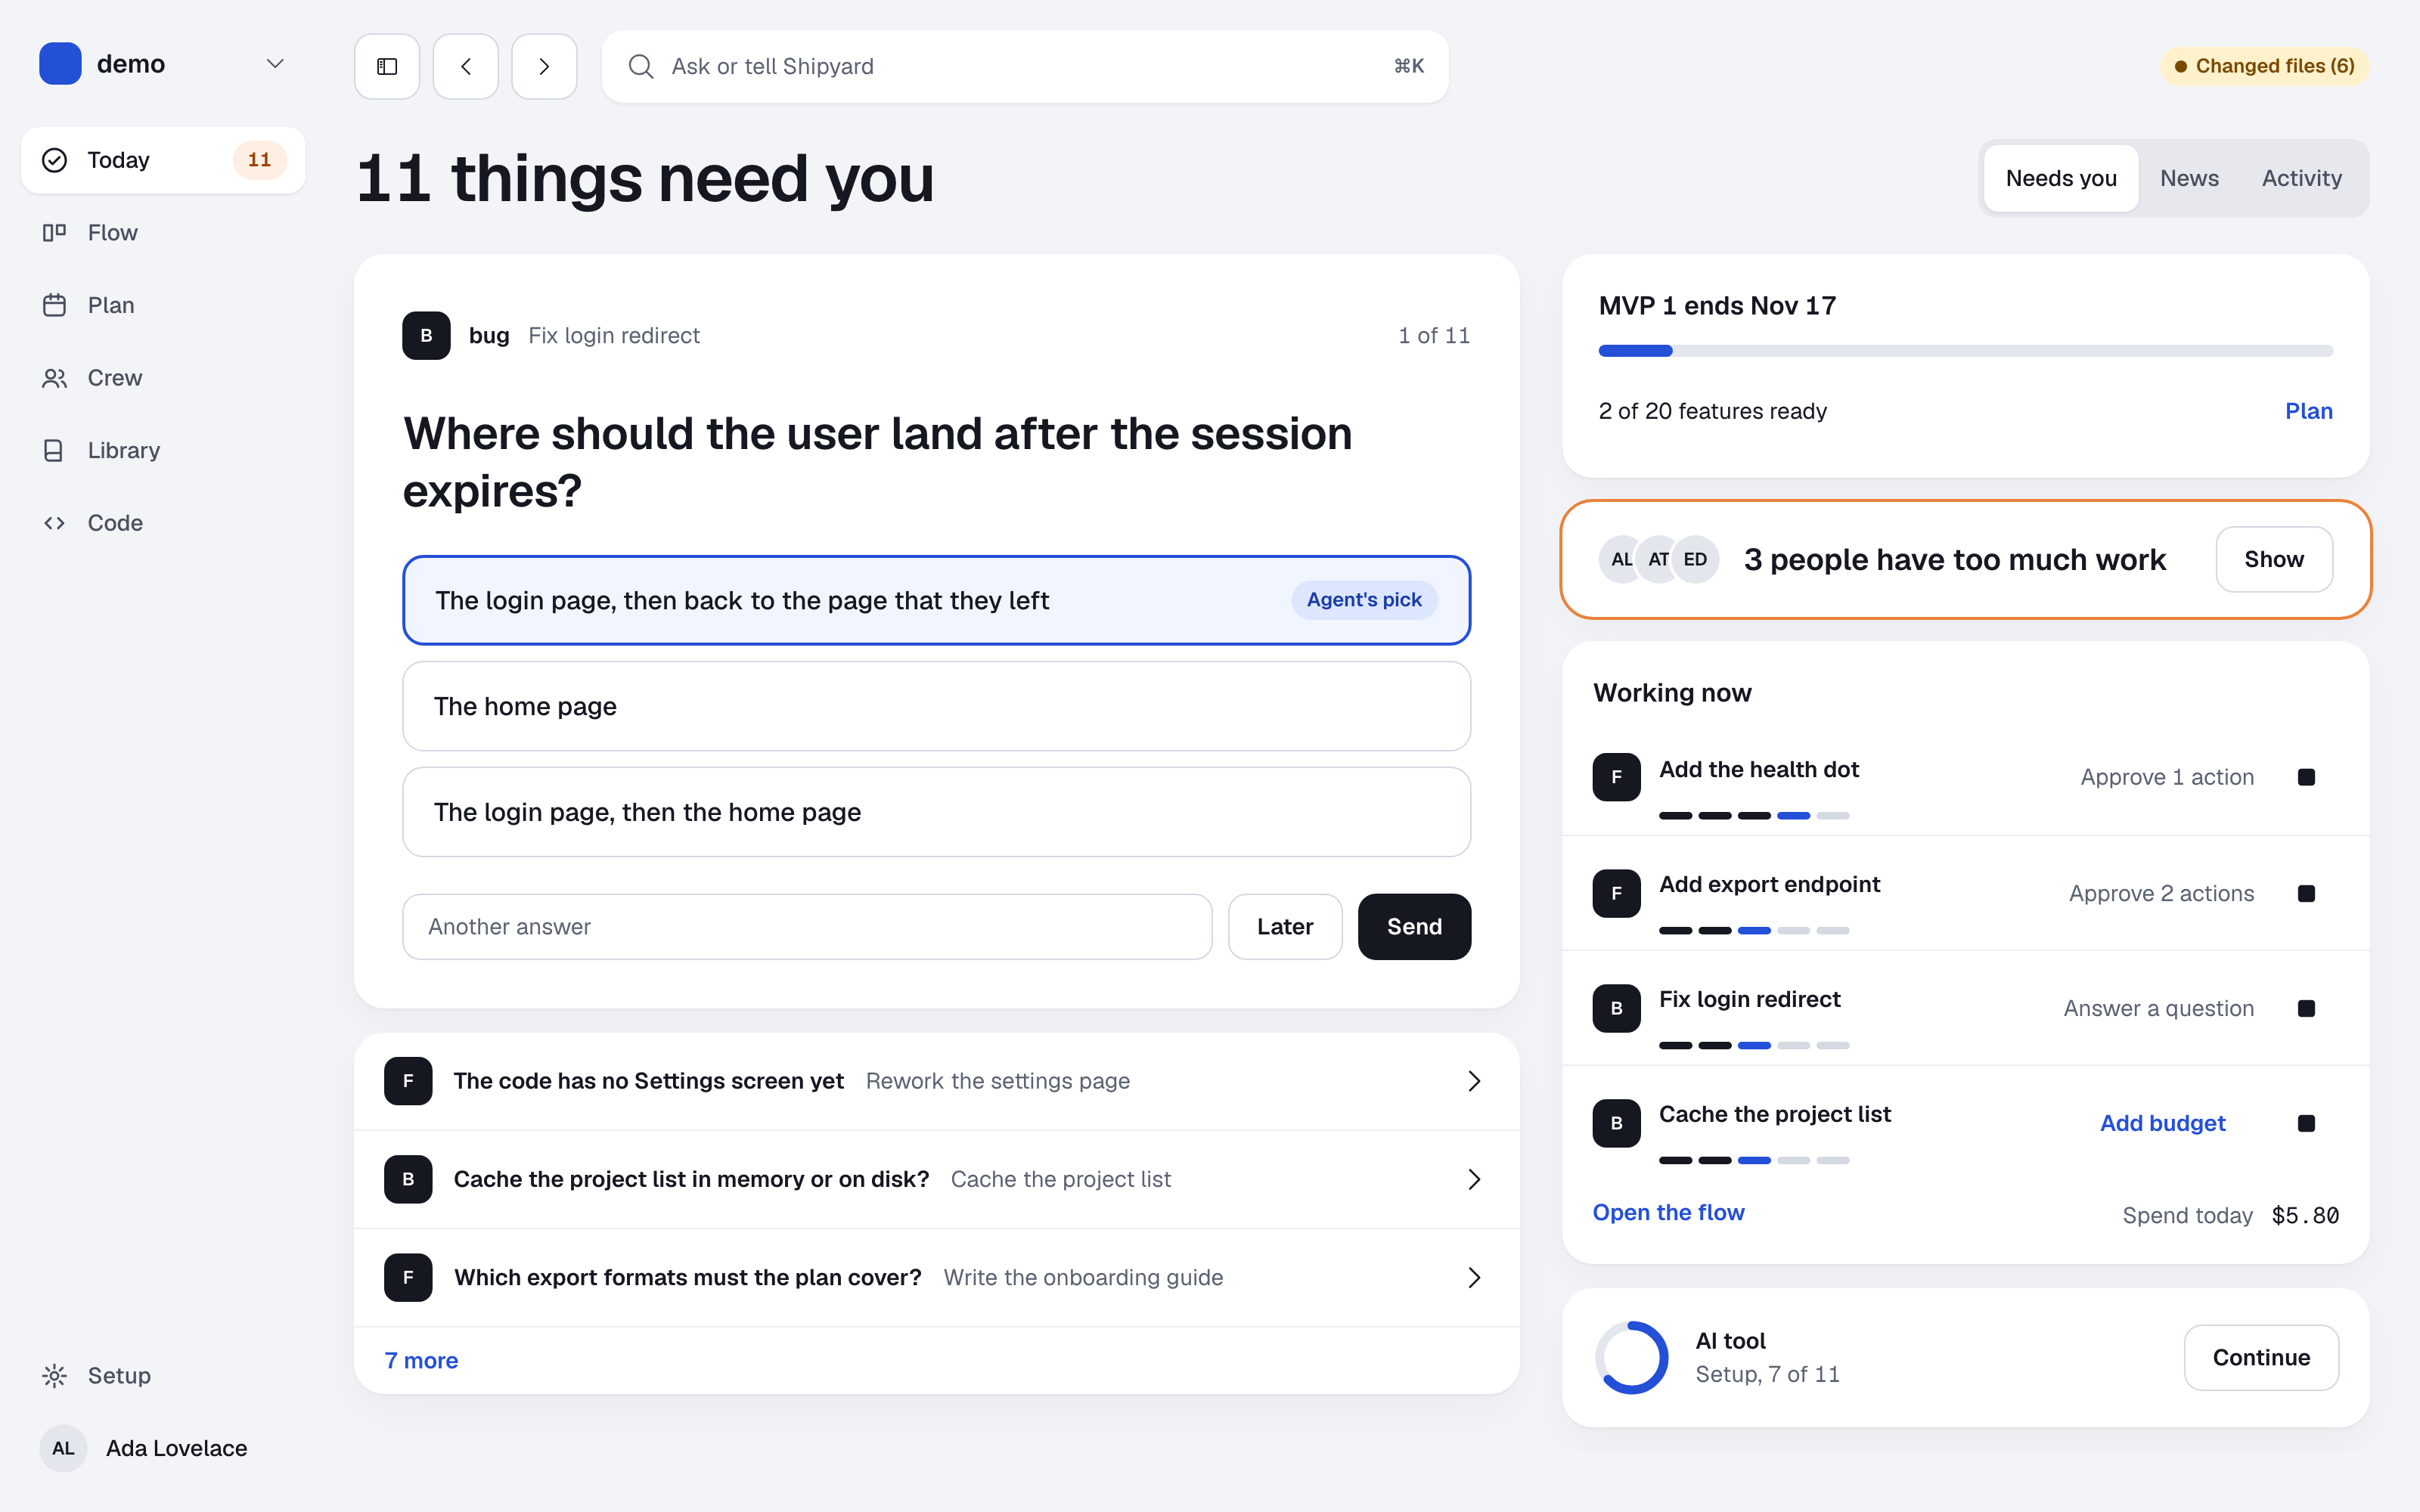 demo
Today 11
Flow
Plan
Crew
Library
Code
Setup
AL Ada Lovelace
Ask or tell Shipyard ⌘K
Changed files (6)
11 things need you
Needs you News Activity
B bug Fix login redirect 1 of 11
Where should the user land after the session
expires?
The login page, then back to the page that they left Agent's pick
The home page
The login page, then the home page
Another answer Later Send
F The code has no Settings screen yet Rework the settings page
B Cache the project list in memory or on disk? Cache the project list
F Which export formats must the plan cover? Write the onboarding guide
7 more
MVP 1 ends Nov 17
2 of 20 features ready Plan
AL AT ED 3 people have too much work Show
Working now
F Add the health dot Approve 1 action
F Add export endpoint Approve 2 actions
B Fix login redirect Answer a question
B Cache the project list Add budget
Open the flow Spend today $5.80
AI tool
Setup, 7 of 11
Continue